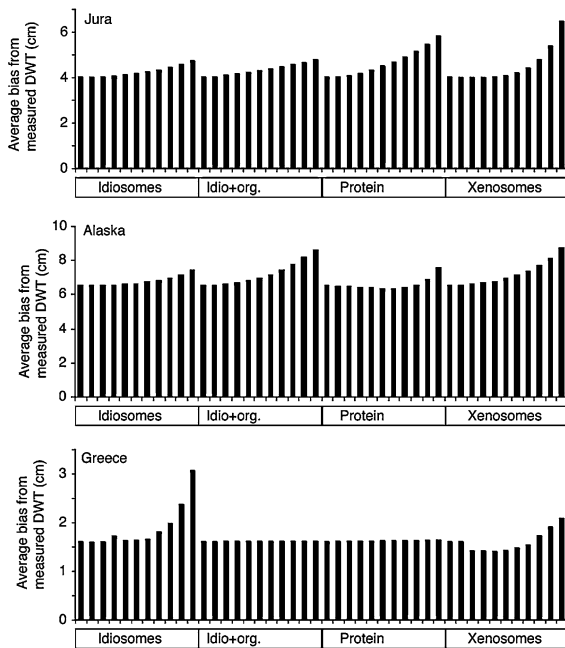 Jura
Average bias from
measured DWT (cm)
6
4
2
0
Idiosomes Idio+org. Protein Xenosomes
Alaska
Average bias from
measured DWT (cm)
10
8
6
4
2
0
Idiosomes Idio+org. Protein Xenosomes
Greece
Average bias from
measured DWT (cm)
3
2
1
0
Idiosomes Idio+org. Protein Xenosomes